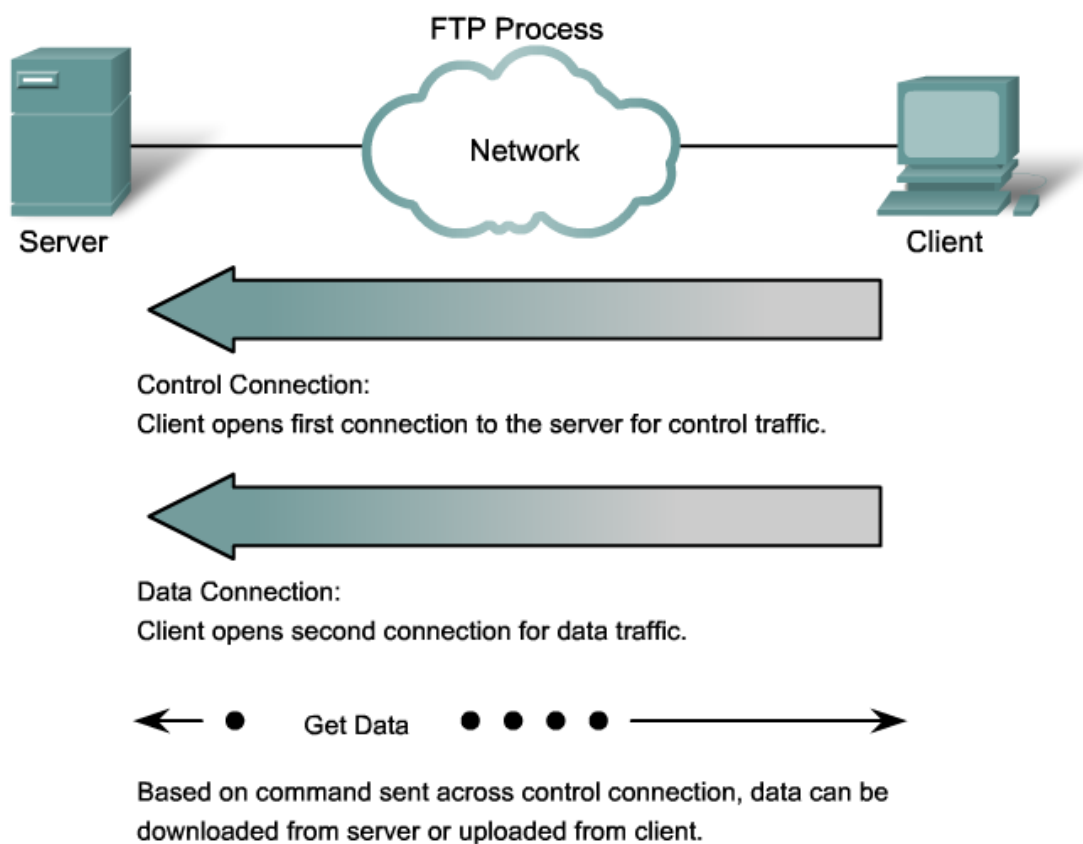 FTP Process
Network
Server
Client
Control Connection:
Client opens first connection to the server for control traffic.
Data Connection:
Client opens second connection for data traffic.
Get Data
Based on command sent across control connection, data can be
downloaded from server or uploaded from client.